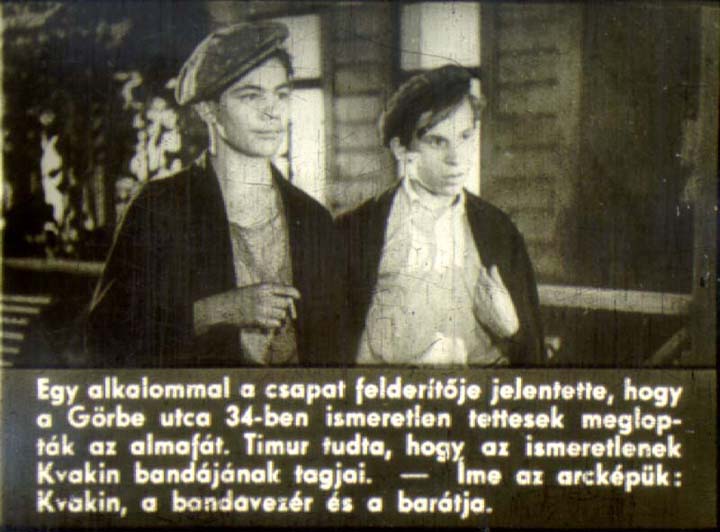 Egy alkalommal a csapat felderítője jelentette, hogy
a Görbe utca 34-ben ismeretlen tettesek meglop-
ták az almafát. Timur tudta, hogy az ismeretlenek
Kvakin bandájának tagjai. — Íme az arcképük:
Kvakin, a bandavezér és a barátja.